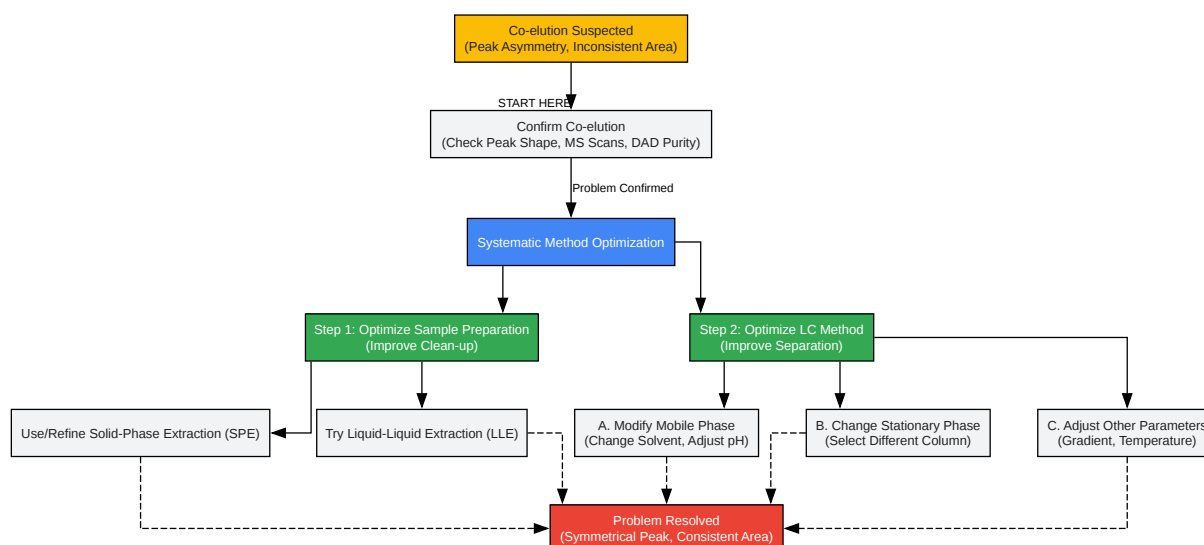 Co-elution Suspected
(Peak Asymmetry, Inconsistent Area)
START HERE
Confirm Co-elution
(Check Peak Shape, MS Scans, DAD Purity)
Problem Confirmed
Systematic Method Optimization
Step 1: Optimize Sample Preparation
(Improve Clean-up)
Step 2: Optimize LC Method
(Improve Separation)
Use/Refine Solid-Phase Extraction (SPE)
Try Liquid-Liquid Extraction (LLE)
A. Modify Mobile Phase
(Change Solvent, Adjust pH)
B. Change Stationary Phase
(Select Different Column)
C. Adjust Other Parameters
(Gradient, Temperature)
Problem Resolved
(Symmetrical Peak, Consistent Area)